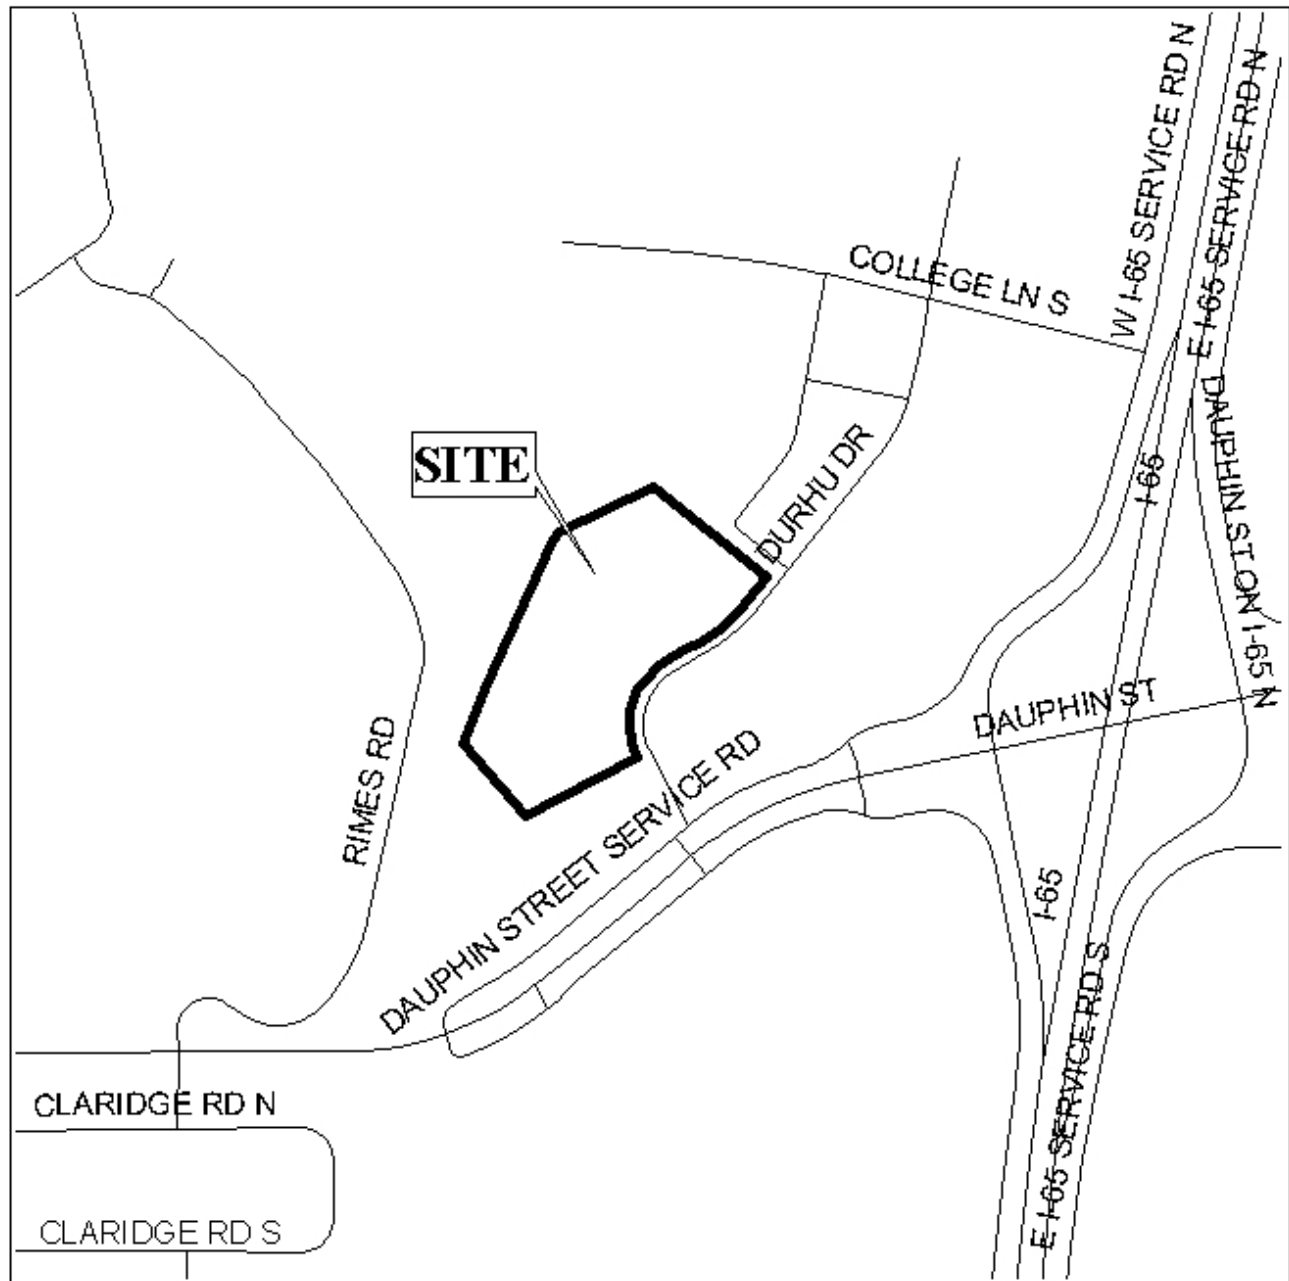 W I-65 SERVICE RD N
E I-65 SERVICE RD N
COLLEGE LN S
DAUPHIN ST ON I-65 N
SITE
DURHU DR
I-65
DAUPHIN ST
RIMES RD
DAUPHIN STREET SERVICE RD
I-65
E I-65 SERVICE RD S
CLARIDGE RD N
CLARIDGE RD S